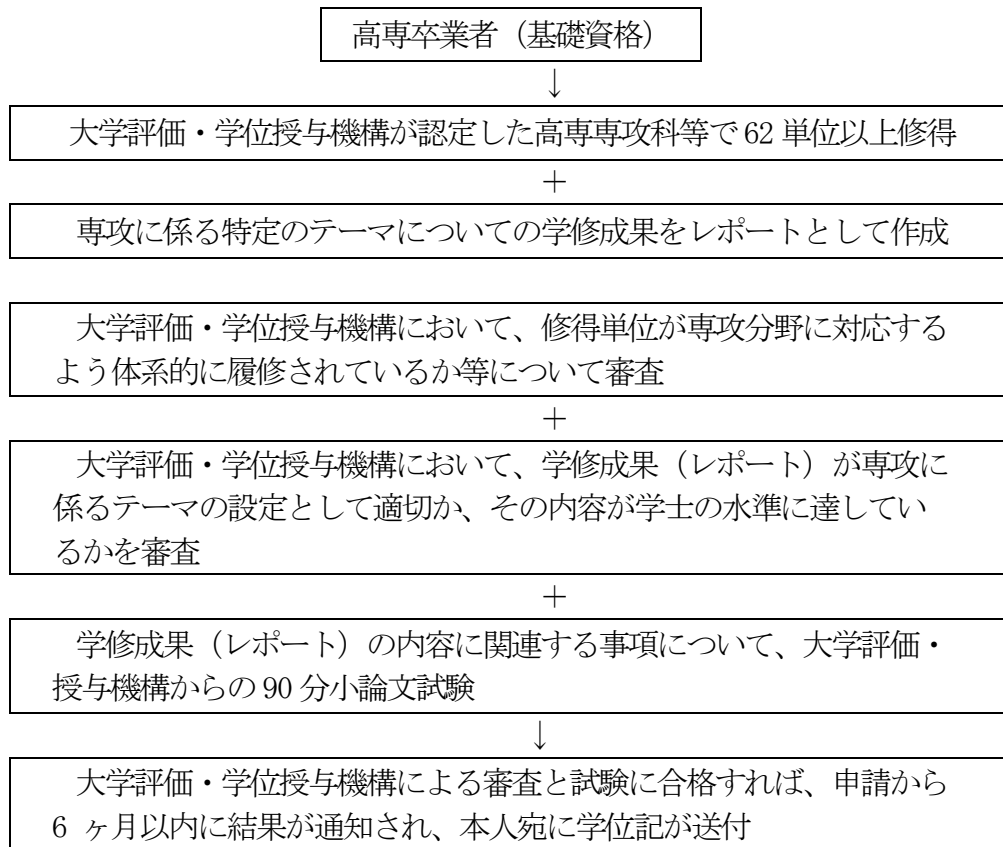 高専卒業者（基礎資格）
↓
大学評価・学位授与機構が認定した高専専攻科等で 62 単位以上修得
＋
専攻に係る特定のテーマについての学修成果をレポートとして作成
大学評価・学位授与機構において、修得単位が専攻分野に対応する
よう体系的に履修されているか等について審査
＋
大学評価・学位授与機構において、学修成果（レポート）が専攻に
係るテーマの設定として適切か、その内容が学士の水準に達してい
るかを審査
＋
学修成果（レポート）の内容に関連する事項について、大学評価・
授与機構からの 90 分小論文試験
↓
大学評価・学位授与機構による審査と試験に合格すれば、申請から
6 ヶ月以内に結果が通知され、本人宛に学位記が送付